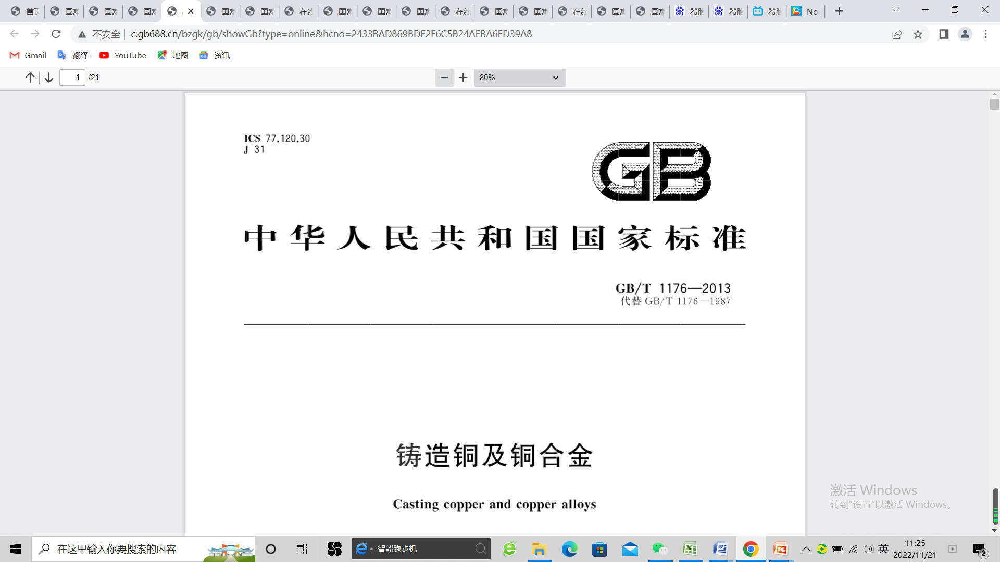 首页 国家 国家 国家 国家 国家 在线 国家 国家 国家 在线 国家 国家 在线 国家 国家 希腊 希腊 希腊
不安全 | c.gb688.cn/bzgk/gb/showGb?type=online&hcno=2433BAD869BDE2F6C5B24AEBA6FD39A8
Gmail 翻译 YouTube 地图 资讯
1 /21 80%
ICS 77.120.30
J 31
GB
中华人民共和国国家标准
GB/T 1176—2013
代替 GB/T 1176—1987
铸造铜及铜合金
Casting copper and copper alloys
激活 Windows
转到"设置"以激活 Windows。
在这里输入你要搜索的内容
智能跑步机
英
11:25
2022/11/21
2